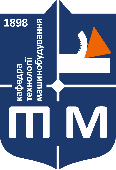 1898
кафедра
технології
машинобудування
ТМ